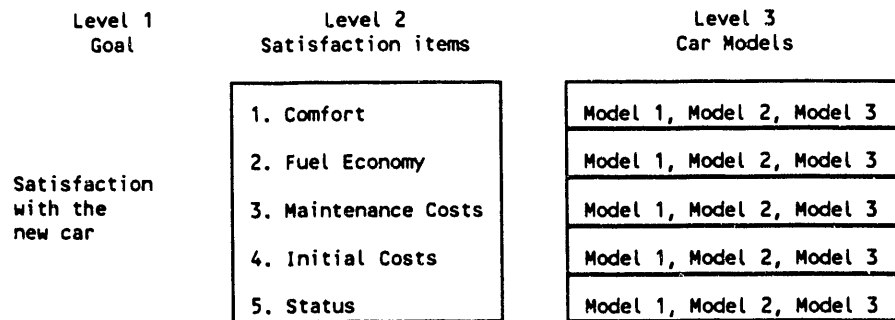 Level 1 Level 2 Level 3
Goal Satisfaction items Car Models
1. Comfort Model 1, Model 2, Model 3
2. Fuel Economy Model 1, Model 2, Model 3
Satisfaction
with the 3. Maintenance Costs Model 1, Model 2, Model 3
new car
4. Initial Costs Model 1, Model 2, Model 3
5. Status Model 1, Model 2, Model 3